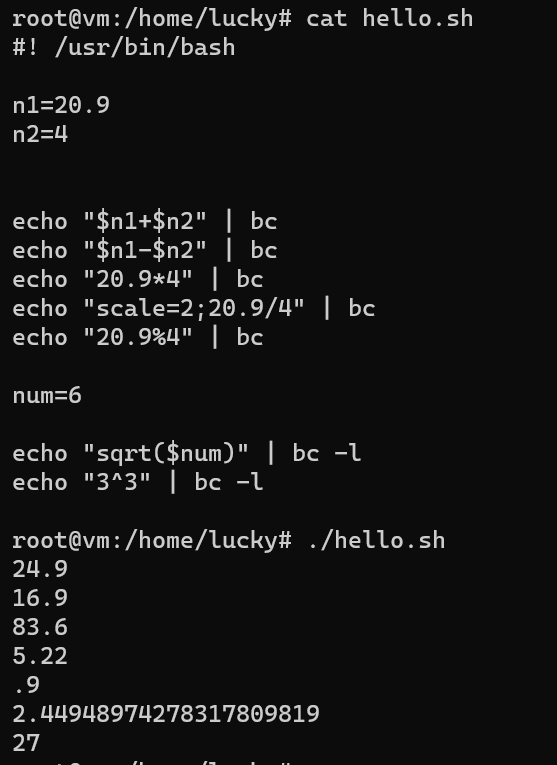 root@vm:/home/lucky# cat hello.sh
#! /usr/bin/bash
n1=20.9
n2=4
echo "$n1+$n2" | bc
echo "$n1-$n2" | bc
echo "20.9*4" | bc
echo "scale=2;20.9/4" | bc
echo "20.9%4" | bc
num=6
echo "sqrt($num)" | bc -l
echo "3^3" | bc -l
root@vm:/home/lucky# ./hello.sh
24.9
16.9
83.6
5.22
.9
2.44948974278317809819
27